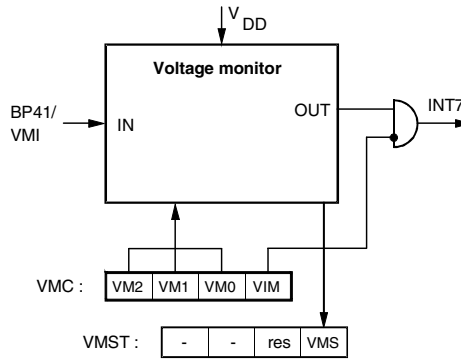 V
DD
Voltage monitor
BP41/
VMI
IN
OUT
INT7
VMC : VM2 VM1 VM0 VIM
VMST : - - res VMS